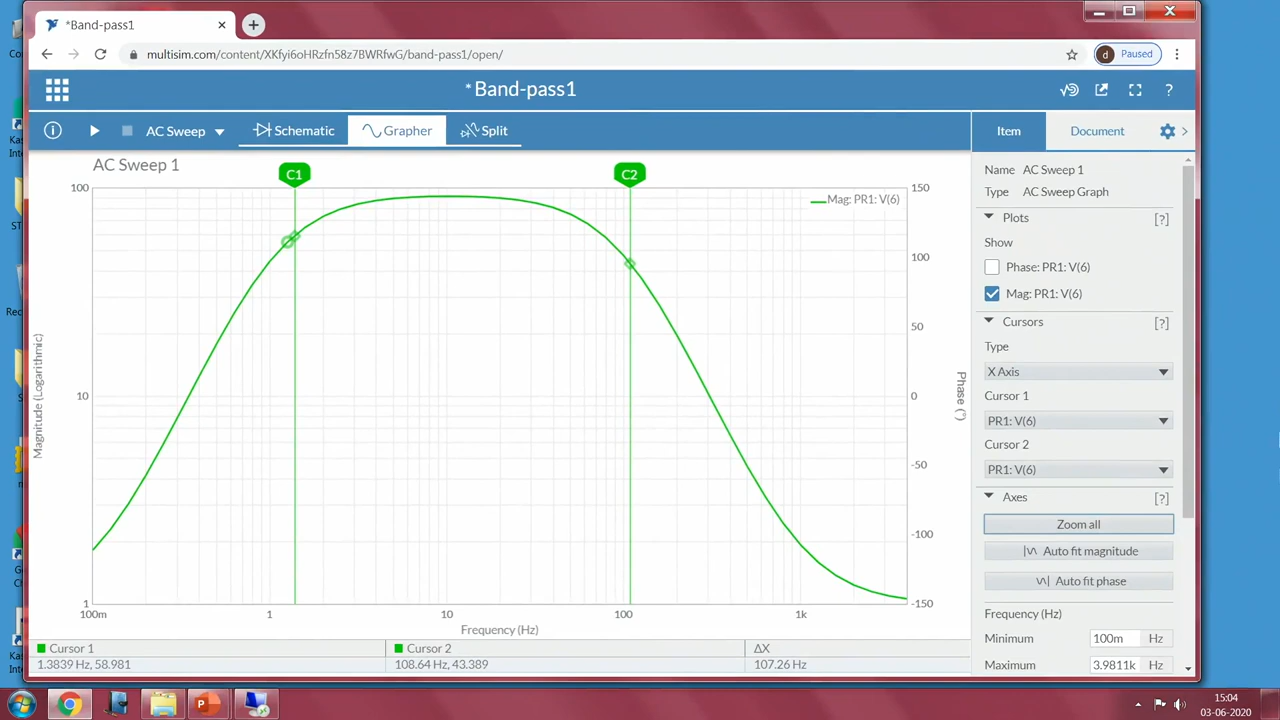 *Band-pass1
multisim.com/content/XKfyi6oHRzfn58z7BWRfwG/band-pass1/open/
d Paused
*Band-pass1
AC Sweep
Schematic
Grapher
Split
Item
Document
AC Sweep 1
C1
C2
Mag: PR1: V(6)
100
10
1
Magnitude (Logarithmic)
150
100
50
0
-50
-100
-150
Phase (°)
100m
1
10
100
1k
Frequency (Hz)
Cursor 1
1.3839 Hz, 58.981
Cursor 2
108.64 Hz, 43.389
ΔX
107.26 Hz
Name AC Sweep 1
Type AC Sweep Graph
Plots [?]
Show
Phase: PR1: V(6)
Mag: PR1: V(6)
Cursors [?]
Type
X Axis
Cursor 1
PR1: V(6)
Cursor 2
PR1: V(6)
Axes [?]
Zoom all
Auto fit magnitude
Auto fit phase
Frequency (Hz)
Minimum 100m Hz
Maximum 3.9811k Hz
15:04
03-06-2020